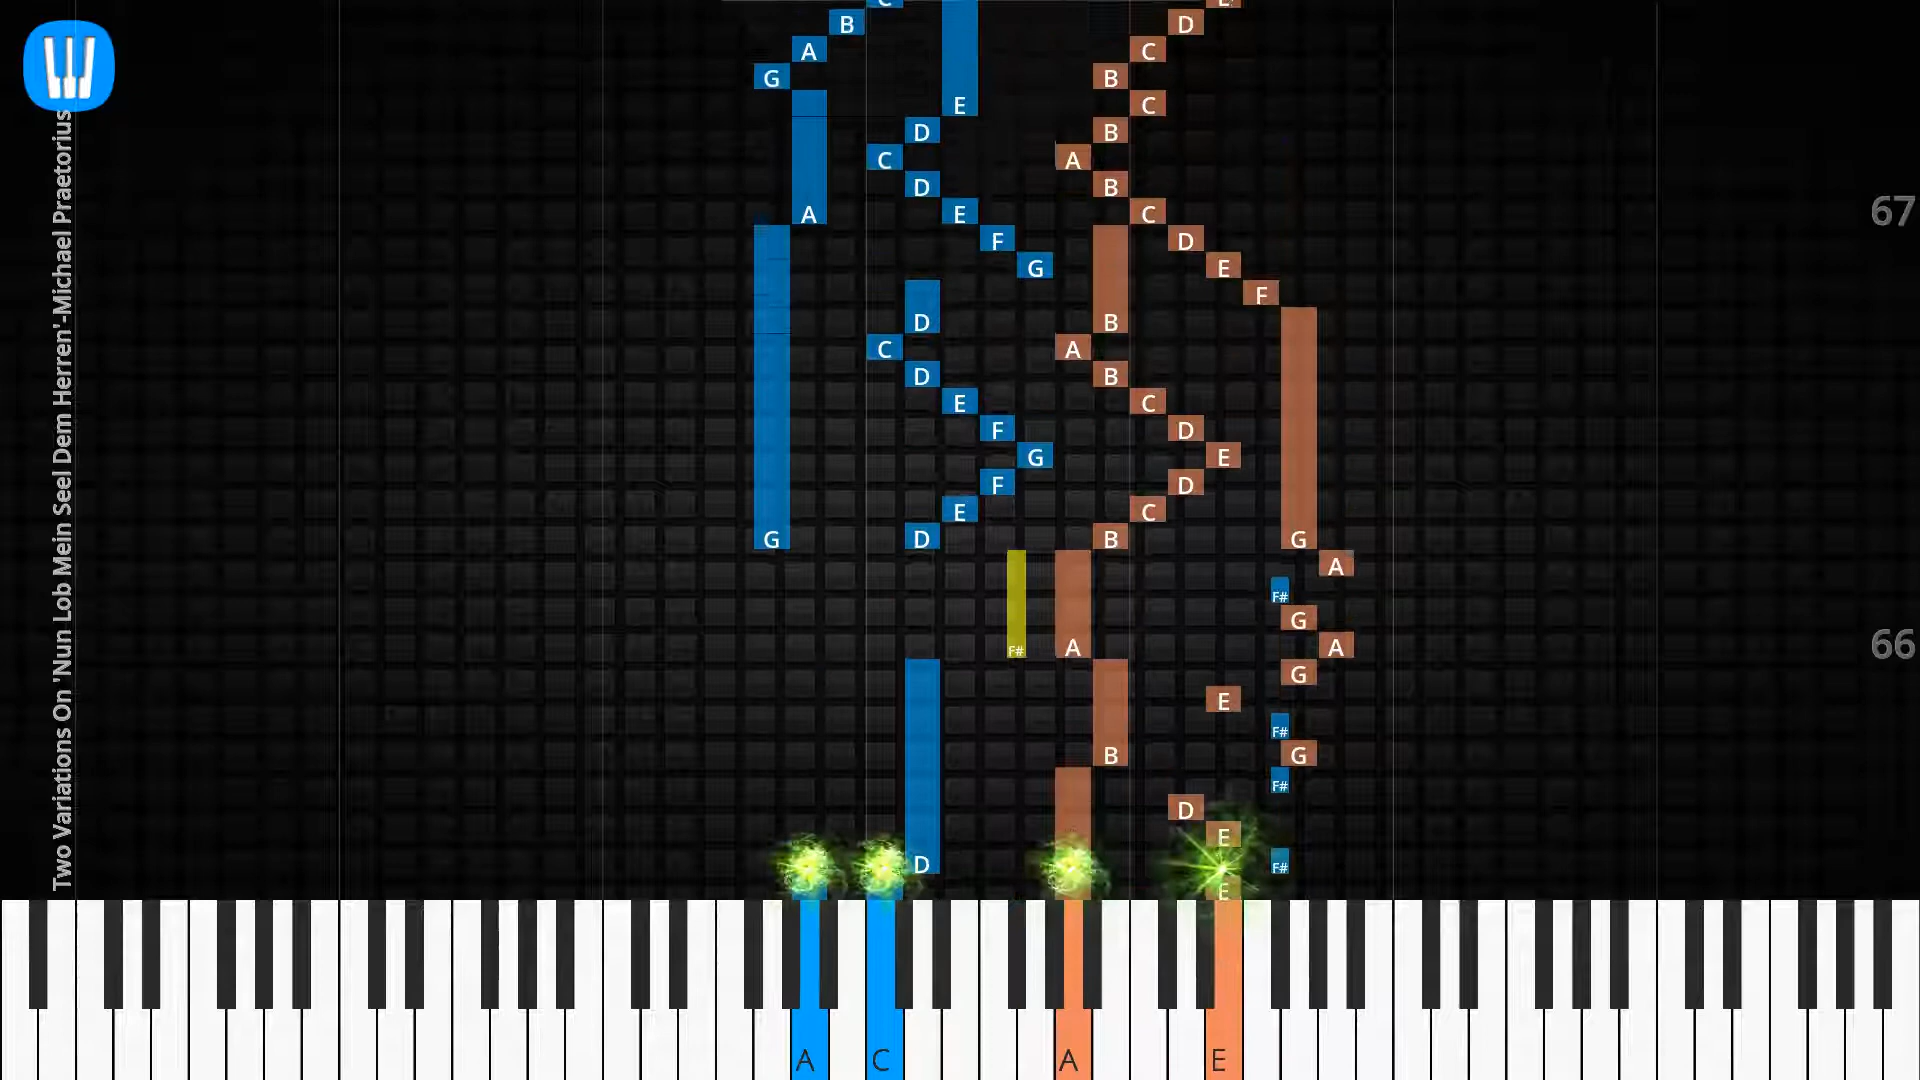 Two Variations On 'Nun Lob Mein Seel Dem Herren'-Michael Praetorius
C E
B D
A C
G B
E C
D B
C A
D B
A E C
F D
G E
F
D B
C A
D B
E C
F D
G E
F D
E C
G D B G
A
F#
G
F# A A
G
E
F#
B G
F#
D
E
D F#
E
67
66
A C A E